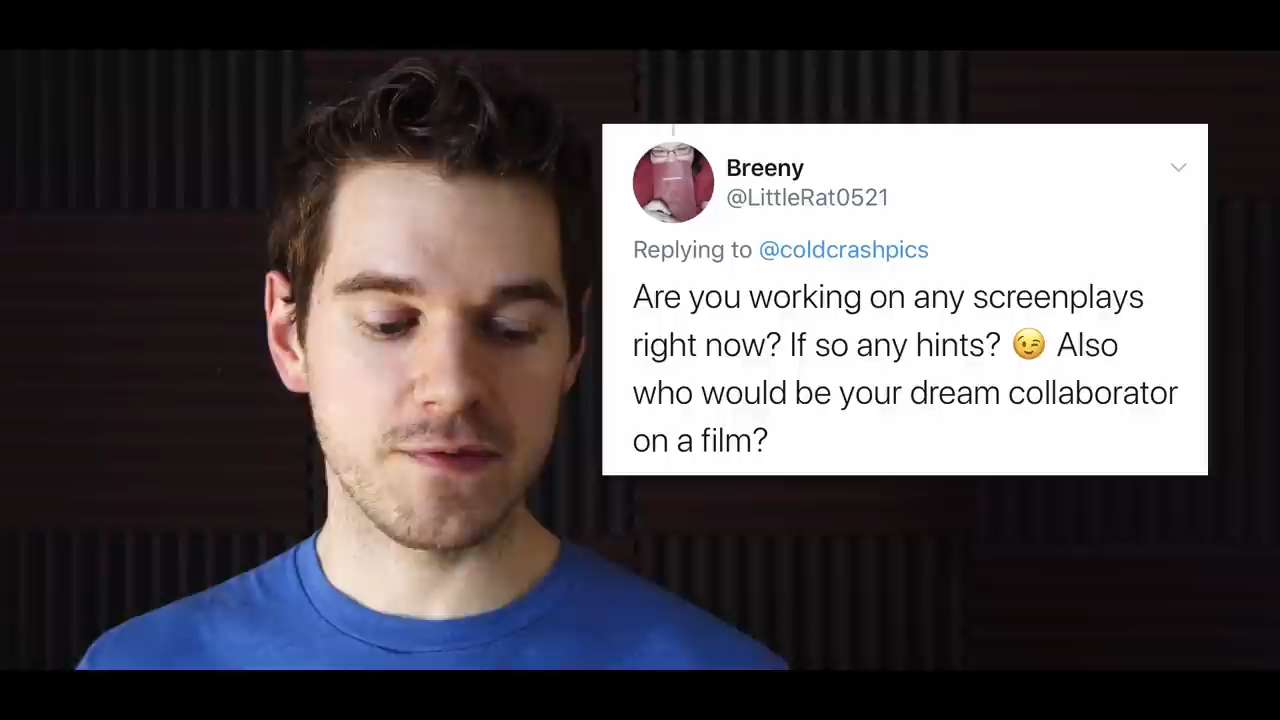 Breeny
@LittleRat0521
Replying to @coldcrashpics
Are you working on any screenplays
right now? If so any hints? 😉 Also
who would be your dream collaborator
on a film?